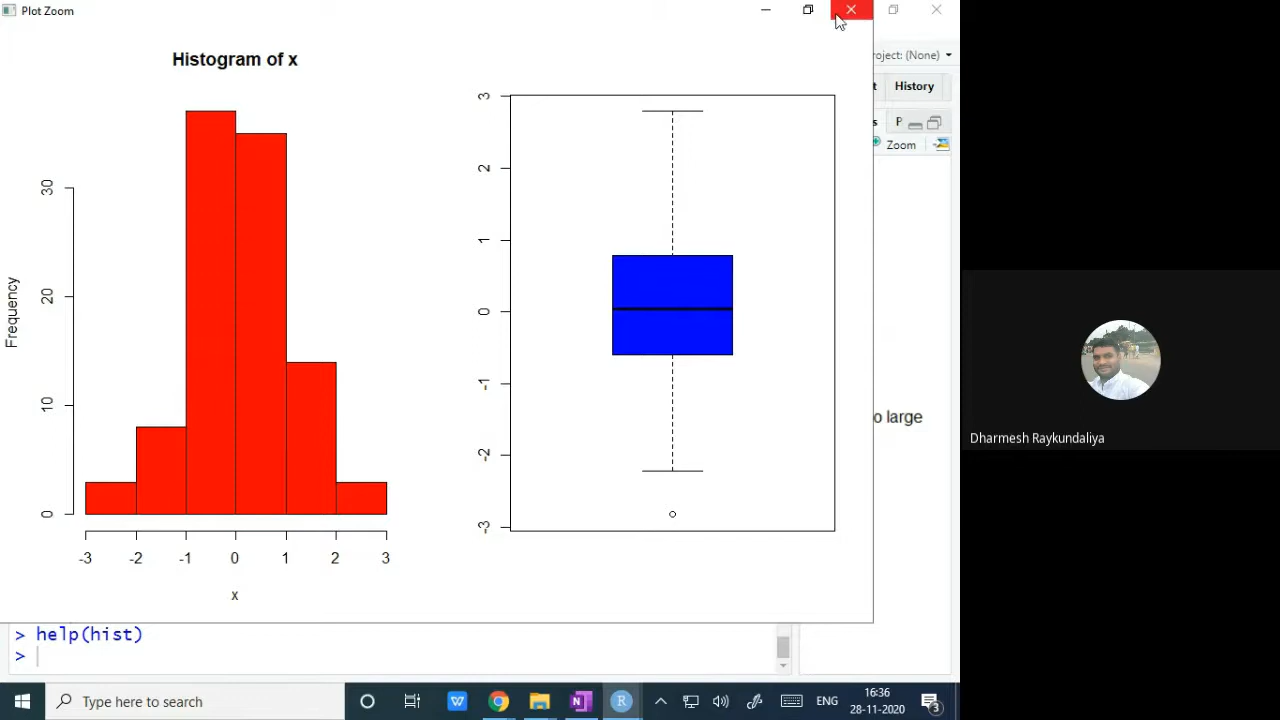 Plot Zoom
roject: (None)
Histogram of x
t
History
s
P
Zoom
Frequency
0
10
20
30
-3
-2
-1
0
1
2
3
x
3
2
1
0
-1
-2
-3
o large
Dharmesh Raykundaliya
> help(hist)
>
Type here to search
W
N
R
ENG
16:36
28-11-2020
3